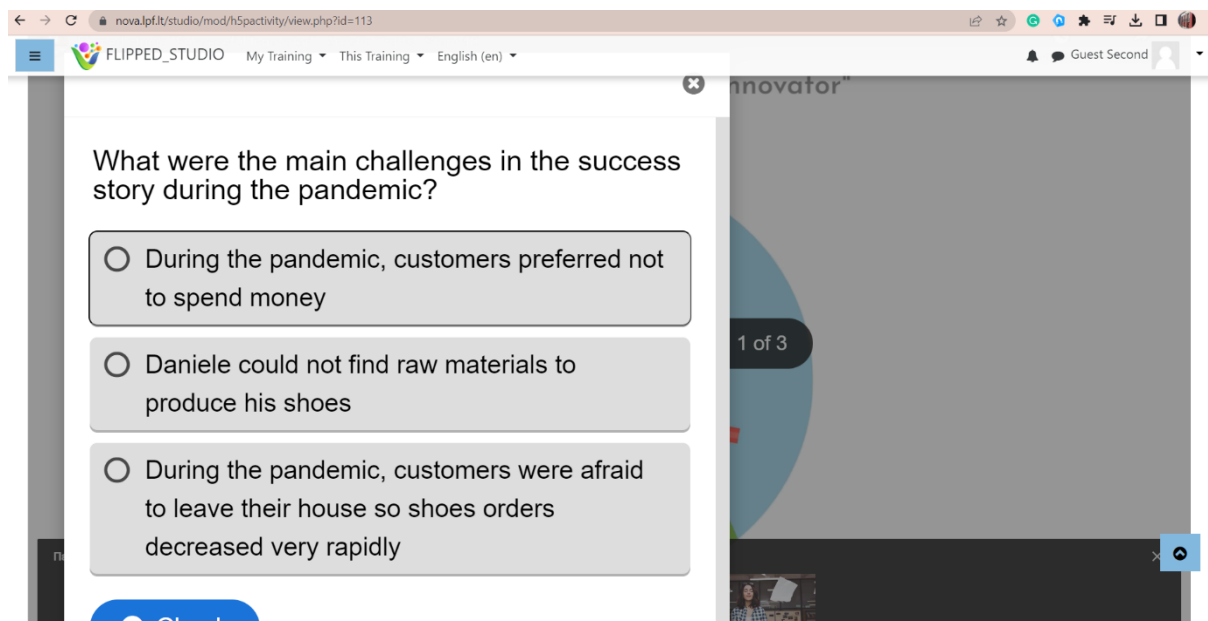 nova.lpf.lt/studio/mod/h5pactivity/view.php?id=113
FLIPPED_STUDIO My Training This Training English (en) Guest Second
nnovator"
What were the main challenges in the success
story during the pandemic?
During the pandemic, customers preferred not
to spend money
Daniele could not find raw materials to
produce his shoes
1 of 3
During the pandemic, customers were afraid
to leave their house so shoes orders
decreased very rapidly